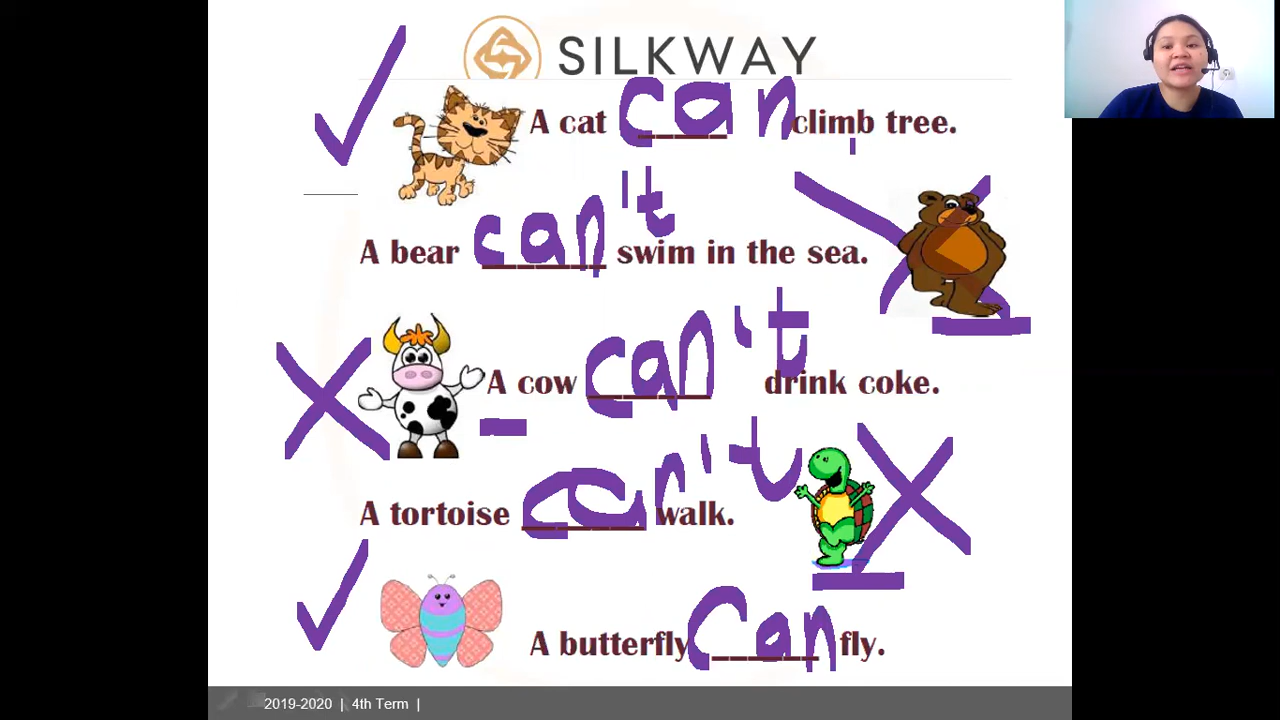 SILKWAY
A cat can climb tree.
A bear can't swim in the sea.
A cow can't drink coke.
A tortoise can't walk.
A butterfly Can fly.
2019-2020 | 4th Term |